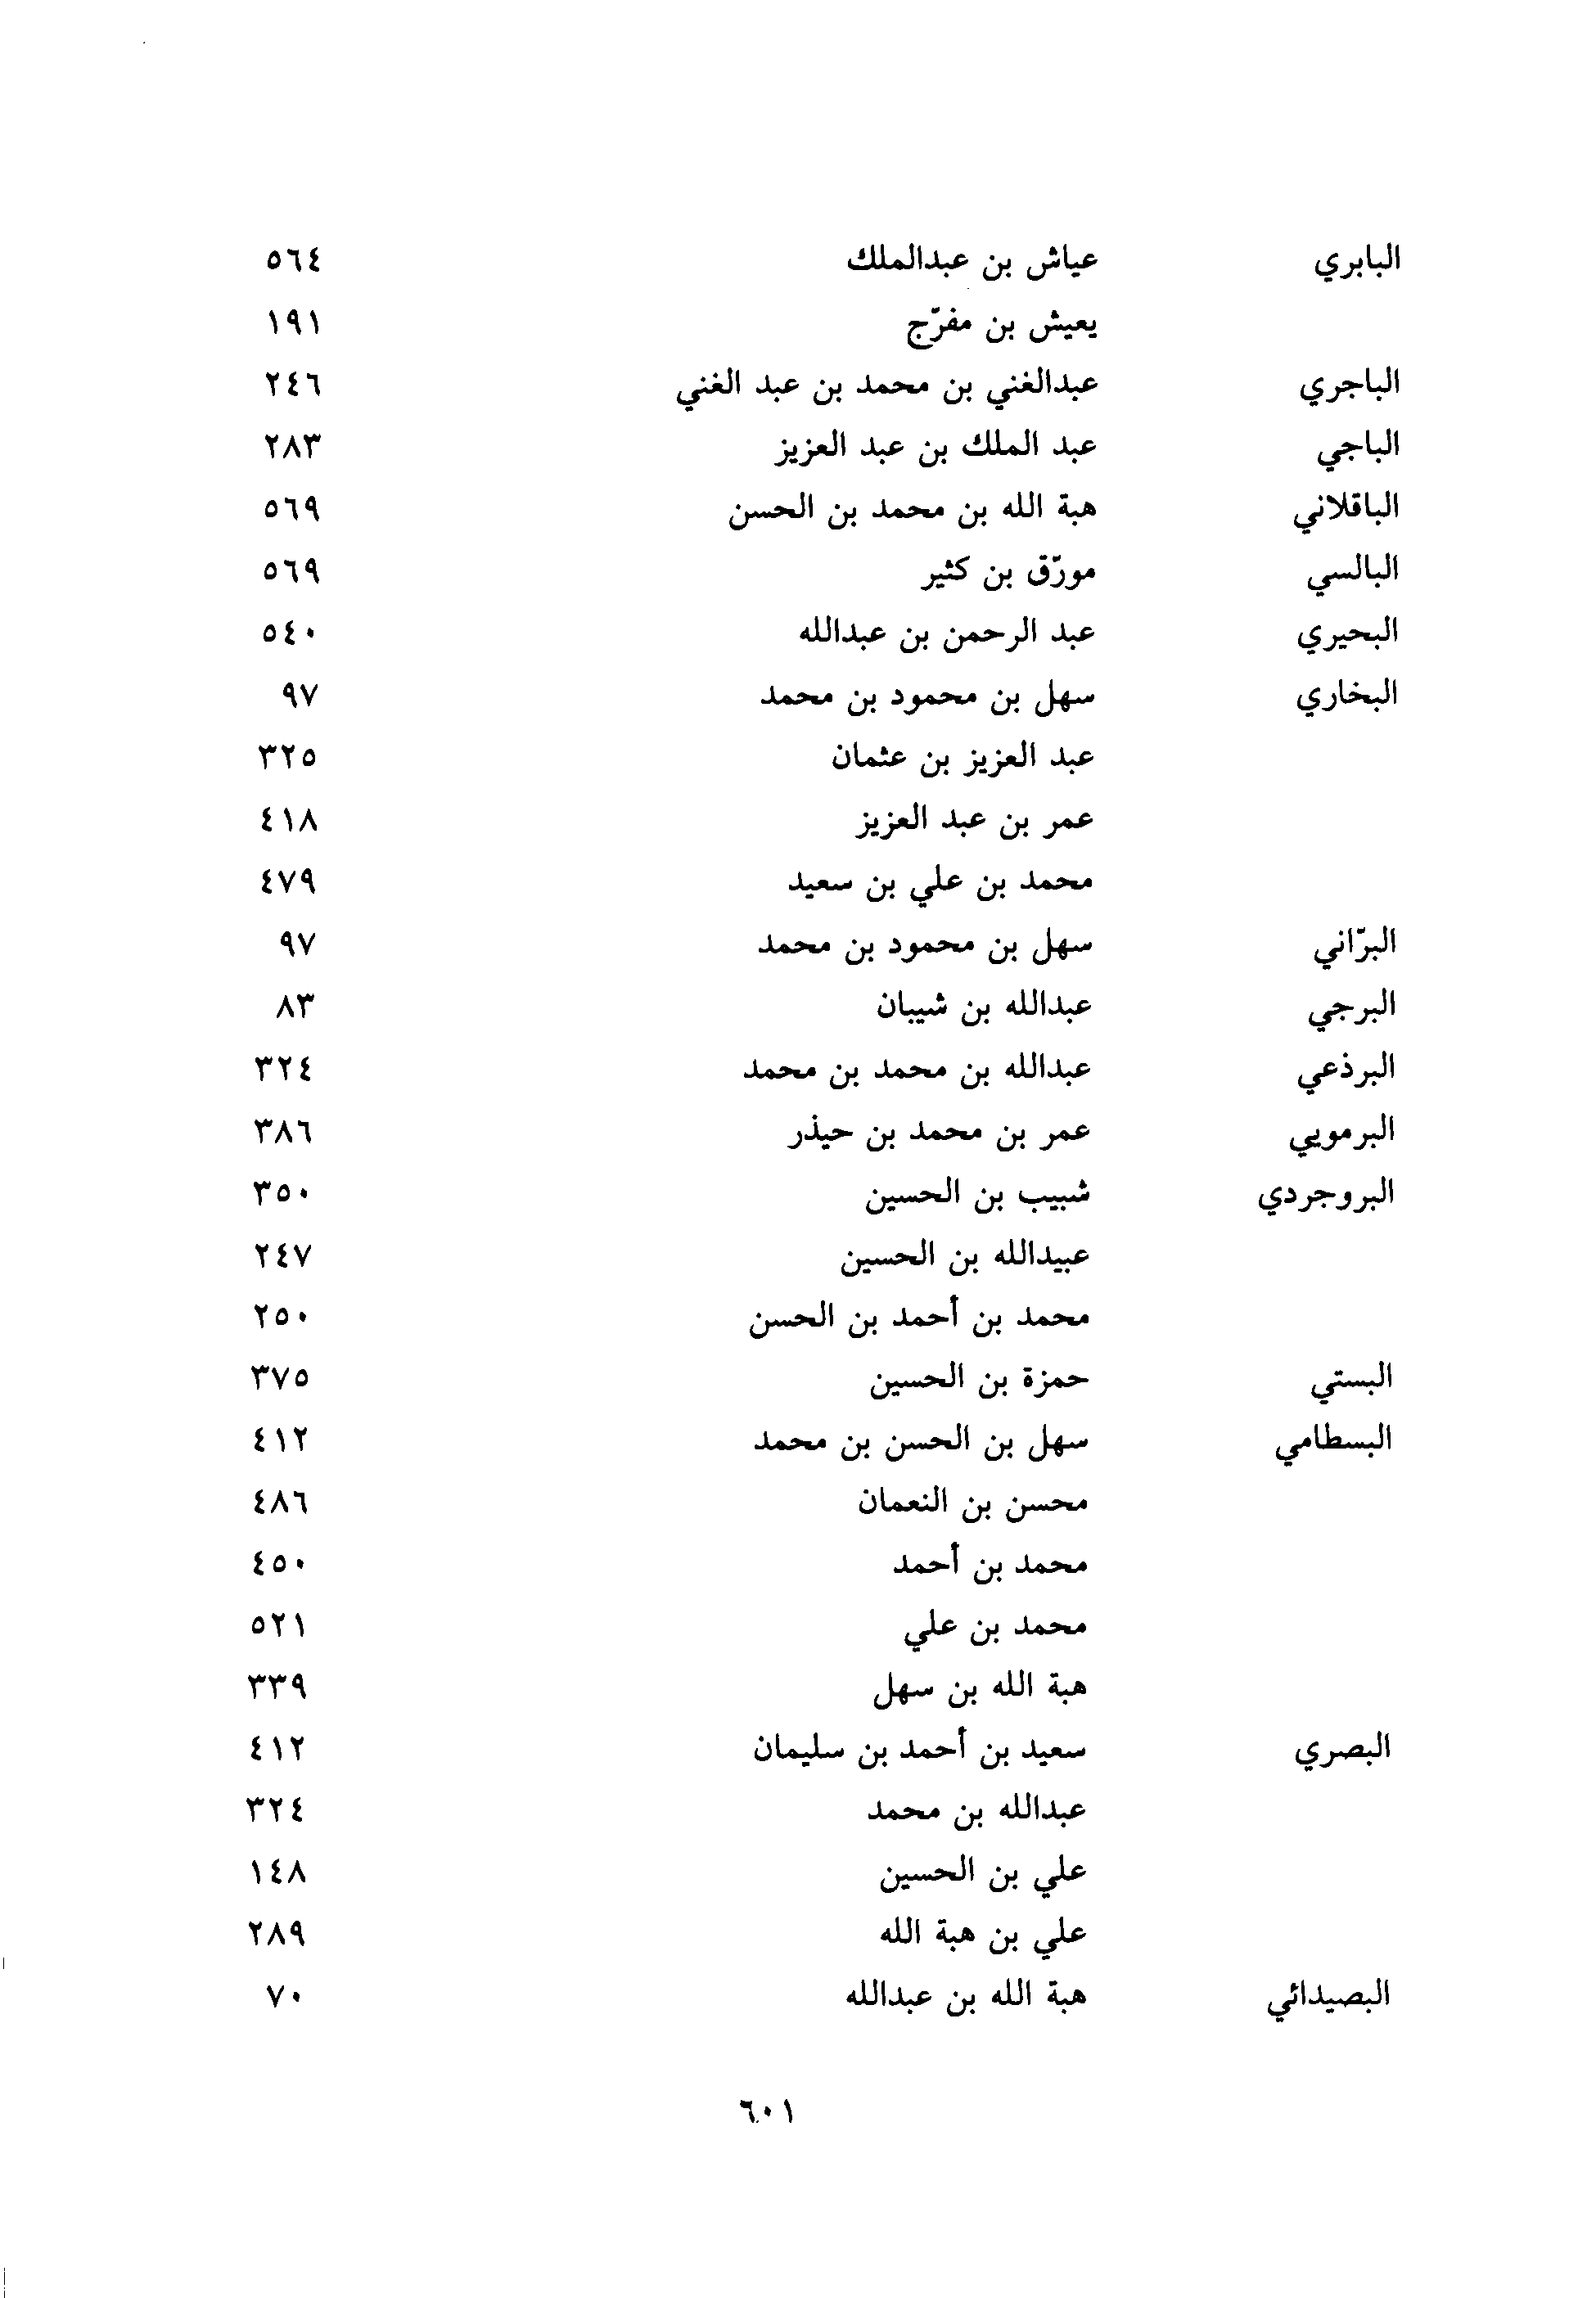 البابري عياش بن عبدالملك ٥٦٤
يعيش بن مفرّج ١٩١
الباجري عبدالغني بن محمد بن عبد الغني ٢٤٦
الباجي عبد الملك بن عبد العزيز ٢٨٣
الباقلاني هبة الله بن محمد بن الحسن ٥٦٩
البالسي مورّق بن كثير ٥٦٩
البحيري عبد الرحمن بن عبدالله ٥٤٠
البخاري سهل بن محمود بن محمد ٩٧
عبد العزيز بن عثمان ٣٢٥
عمر بن عبد العزيز ٤١٨
محمد بن علي بن سعيد ٤٧٩
البرّاني سهل بن محمود بن محمد ٩٧
البرجي عبدالله بن شيبان ٨٣
البرذعي عبدالله بن محمد بن محمد ٣٢٤
البرمويي عمر بن محمد بن حيذر ٣٨٦
البروجردي شبيب بن الحسين ٣٥٠
عبيدالله بن الحسين ٢٤٧
محمد بن أحمد بن الحسن ٢٥٠
البستي حمزة بن الحسين ٣٧٥
البسطامي سهل بن الحسن بن محمد ٤١٢
محسن بن النعمان ٤٨٦
محمد بن أحمد ٤٥٠
محمد بن علي ٥٢١
هبة الله بن سهل ٣٣٩
البصري سعيد بن أحمد بن سليمان ٤١٢
عبدالله بن محمد ٣٢٤
علي بن الحسين ١٤٨
علي بن هبة الله ٢٨٩
البصيدائي هبة الله بن عبدالله ٧٠
٦٠١